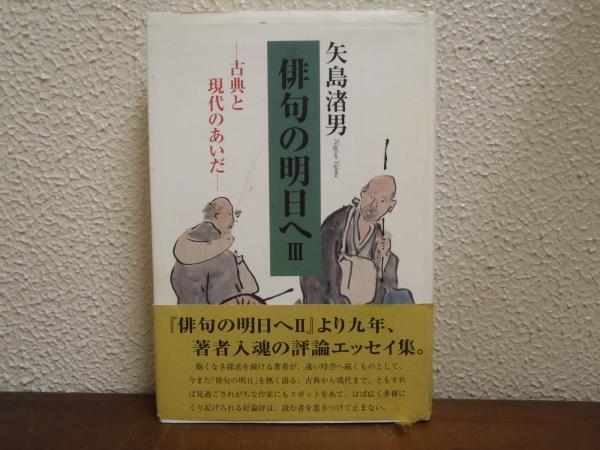 矢島渚男
Nagisao Yajima
俳句の明日へⅢ
―古典と
現代のあいだ―
『俳句の明日へⅡ』より九年、
著者入魂の評論エッセイ集。
飽くなき探求を続ける著者が、遠い時空へ続くものとして、
今また「俳句の明日」を熱く語る。古典から現代まで、ともすれ
ば見過ごされがちな作家にもスポットをあて、はば広く多様に
くり拡げられる好論評は、読む者を惹きつけて止まない。